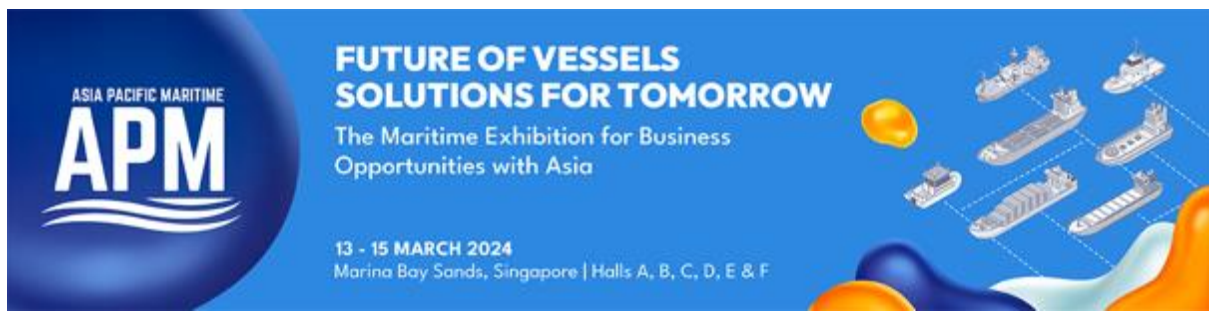 ASIA PACIFIC MARITIME
APM
FUTURE OF VESSELS
SOLUTIONS FOR TOMORROW
The Maritime Exhibition for Business
Opportunities with Asia
13 - 15 MARCH 2024
Marina Bay Sands, Singapore | Halls A, B, C, D, E & F